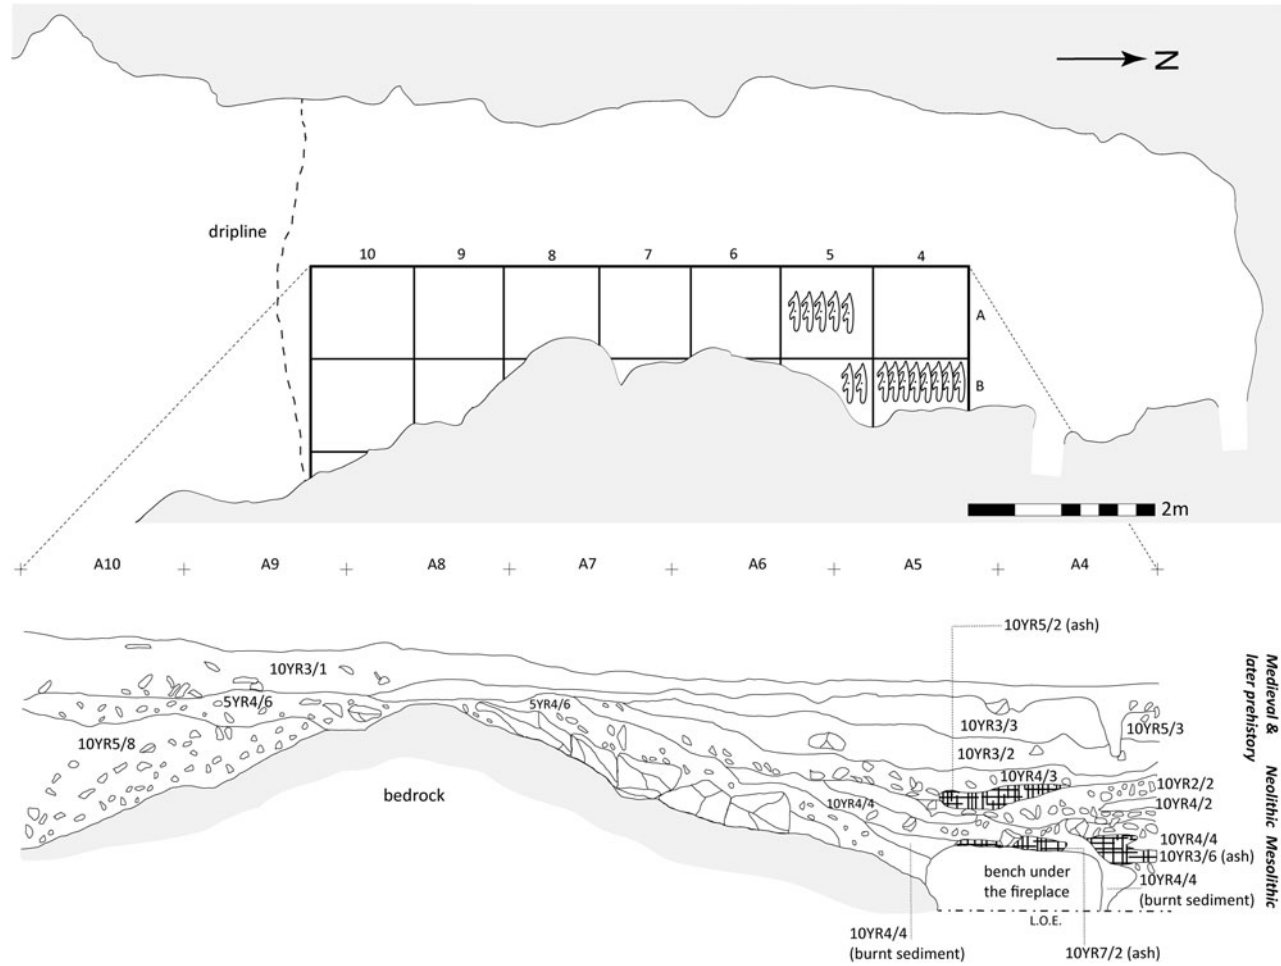 N
dripline
10 9 8 7 6 5 4
A
B
2m
A10 A9 A8 A7 A6 A5 A4
10YR5/2 (ash)
10YR3/1
5YR4/6
5YR4/6
10YR3/3
10YR5/3
10YR5/8
10YR3/2
10YR4/3
10YR2/2
bedrock
10YR4/4
10YR4/2
10YR4/4
10YR3/6 (ash)
bench under
the fireplace
10YR4/4
(burnt sediment)
L.O.E.
10YR4/4
(burnt sediment)
10YR7/2 (ash)
Medieval &
later prehistory
Neolithic
Mesolithic